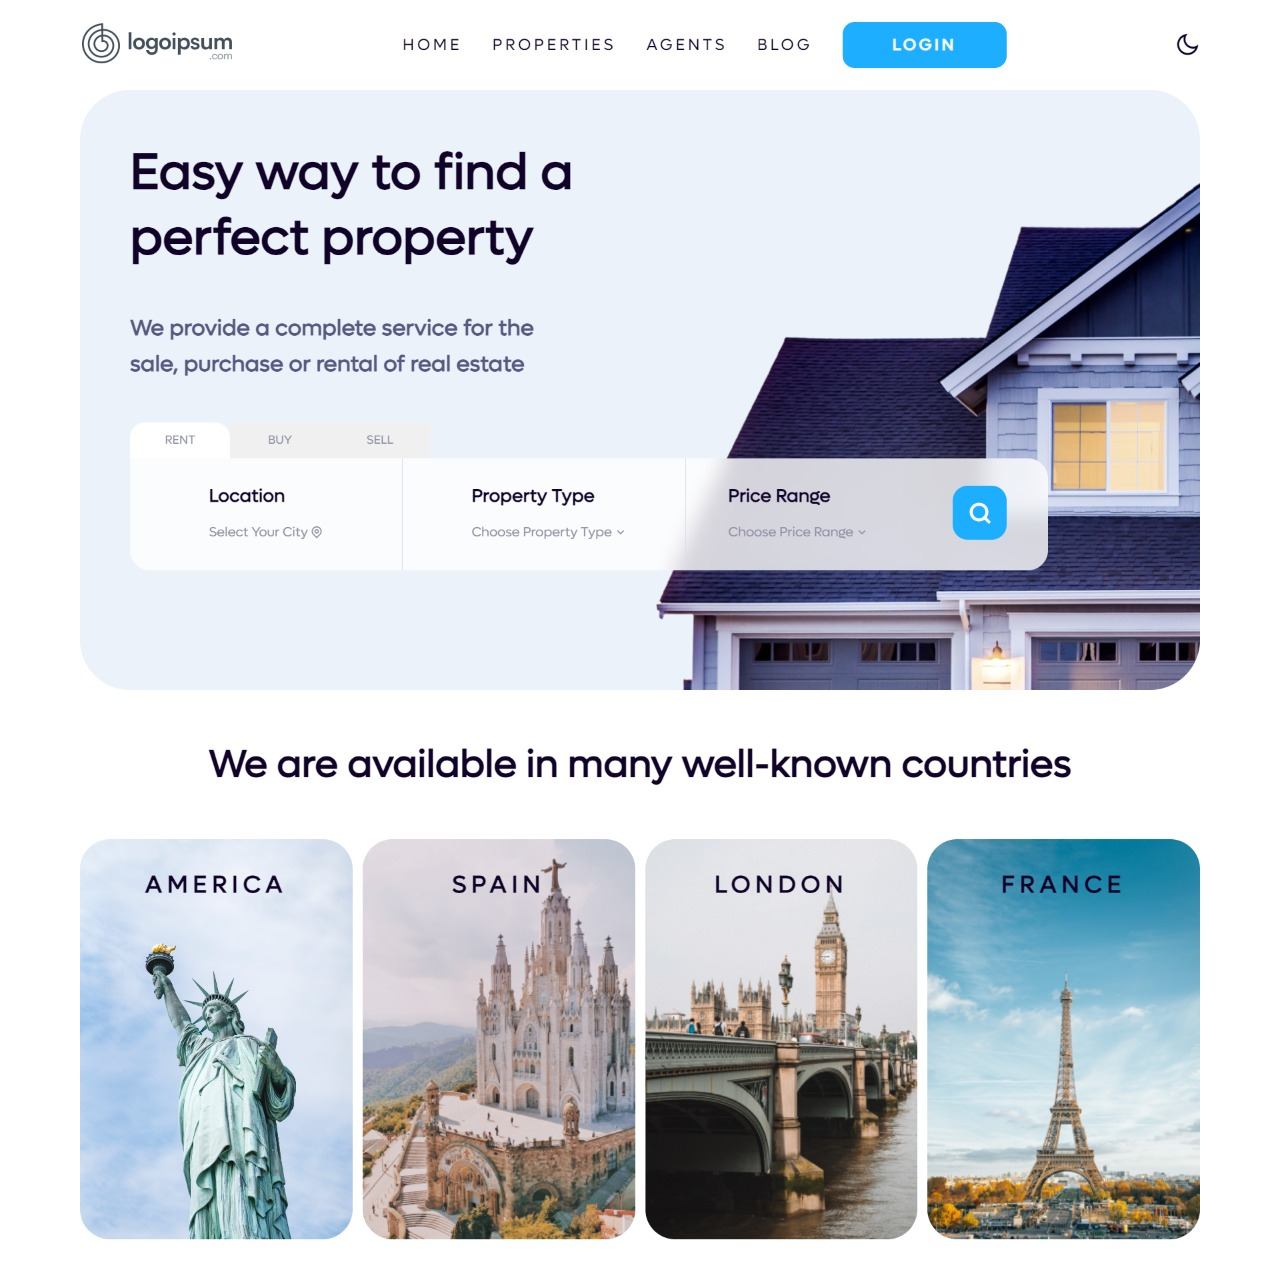 logoipsum
.com
HOME PROPERTIES AGENTS BLOG LOGIN
Easy way to find a
perfect property
We provide a complete service for the
sale, purchase or rental of real estate
RENT BUY SELL
Location Property Type Price Range
Select Your City Choose Property Type Choose Price Range
We are available in many well-known countries
AMERICA SPAIN LONDON FRANCE